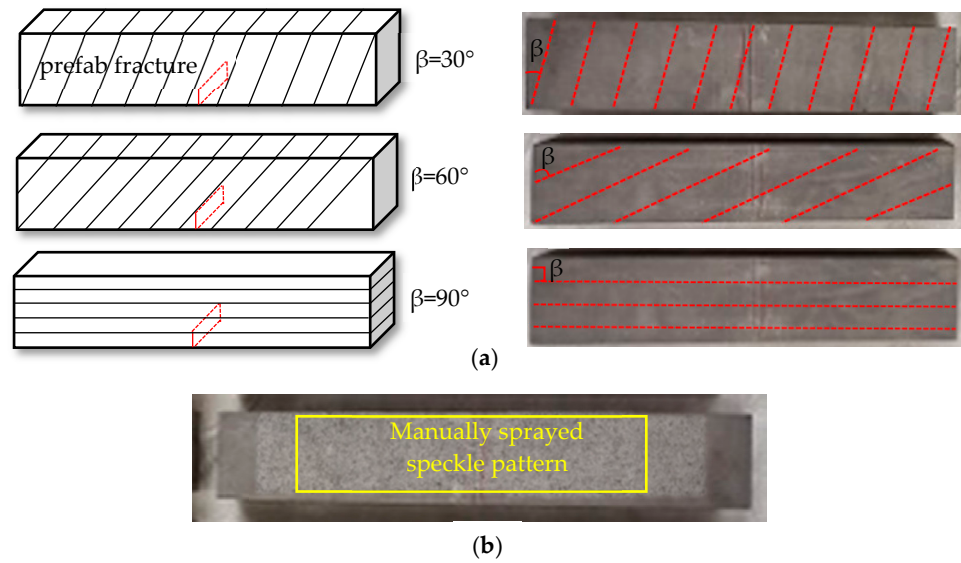 prefab fracture
β=30°
β
β=60°
β
β=90°
β
(a)
Manually sprayed
speckle pattern
(b)